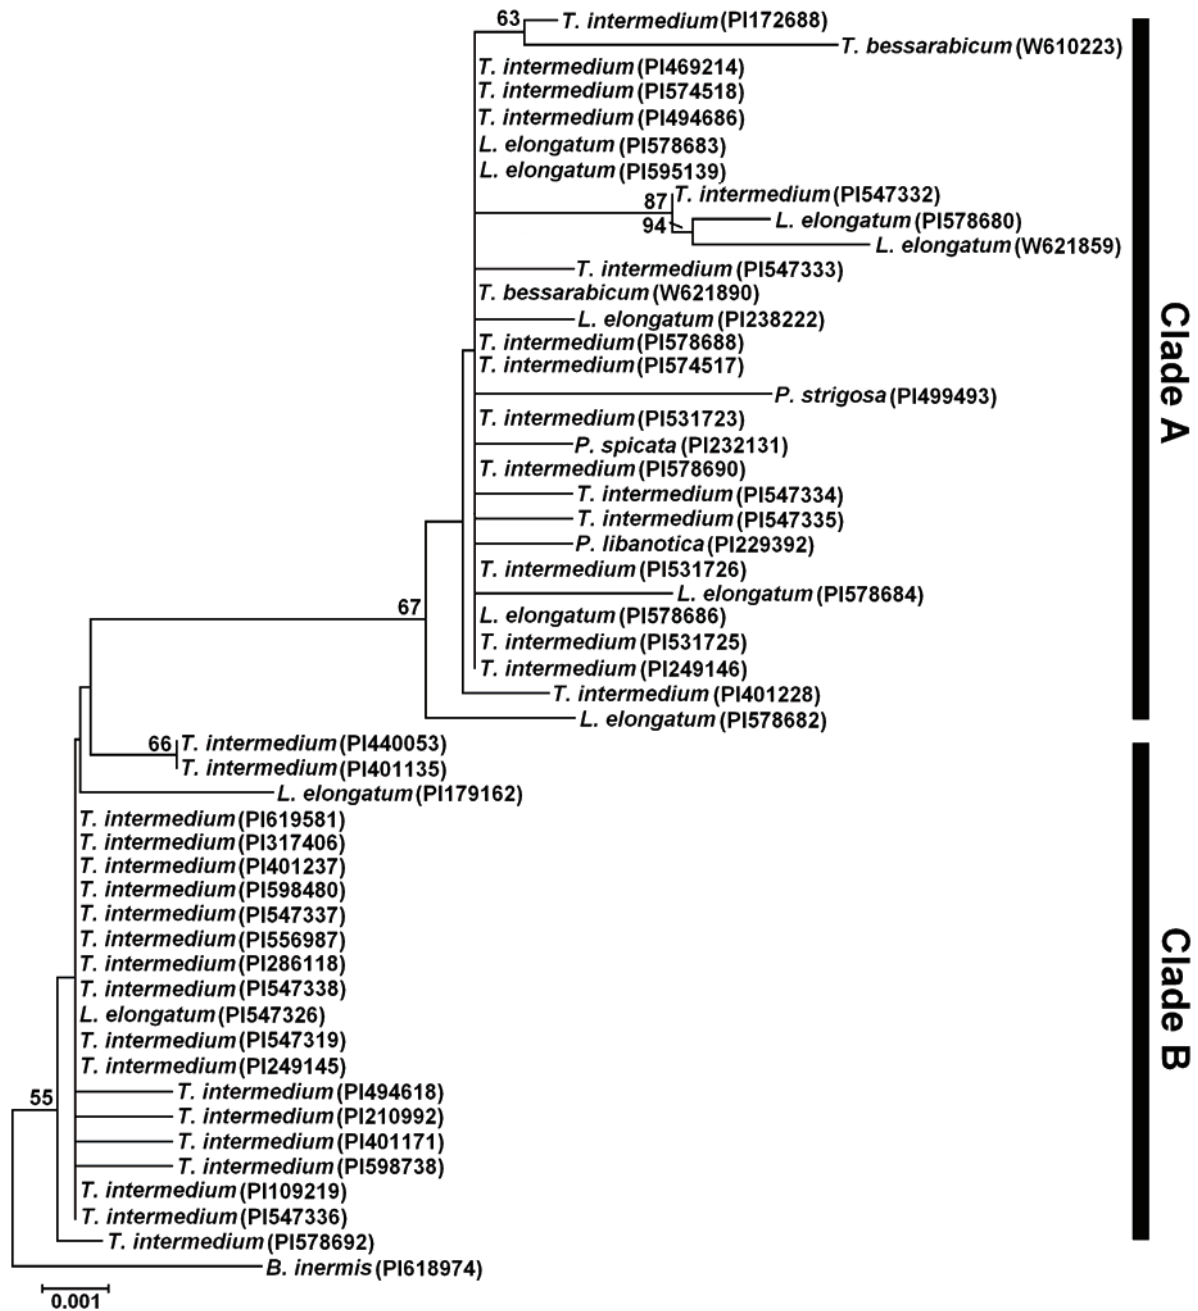 63
T. intermedium (PI172688)
T. bessarabicum (W610223)
T. intermedium (PI469214)
T. intermedium (PI574518)
T. intermedium (PI494686)
L. elongatum (PI578683)
L. elongatum (PI595139)
87
T. intermedium (PI547332)
94
L. elongatum (PI578680)
L. elongatum (W621859)
T. intermedium (PI547333)
T. bessarabicum (W621890)
L. elongatum (PI238222)
T. intermedium (PI578688)
T. intermedium (PI574517)
P. strigosa (PI499493)
T. intermedium (PI531723)
P. spicata (PI232131)
T. intermedium (PI578690)
T. intermedium (PI547334)
T. intermedium (PI547335)
P. libanotica (PI229392)
T. intermedium (PI531726)
L. elongatum (PI578684)
67
L. elongatum (PI578686)
T. intermedium (PI531725)
T. intermedium (PI249146)
T. intermedium (PI401228)
L. elongatum (PI578682)
Clade A
66
T. intermedium (PI440053)
T. intermedium (PI401135)
L. elongatum (PI179162)
T. intermedium (PI619581)
T. intermedium (PI317406)
T. intermedium (PI401237)
T. intermedium (PI598480)
T. intermedium (PI547337)
T. intermedium (PI556987)
T. intermedium (PI286118)
T. intermedium (PI547338)
L. elongatum (PI547326)
T. intermedium (PI547319)
T. intermedium (PI249145)
55
T. intermedium (PI494618)
T. intermedium (PI210992)
T. intermedium (PI401171)
T. intermedium (PI598738)
T. intermedium (PI109219)
T. intermedium (PI547336)
T. intermedium (PI578692)
Clade B
B. inermis (PI618974)
0.001